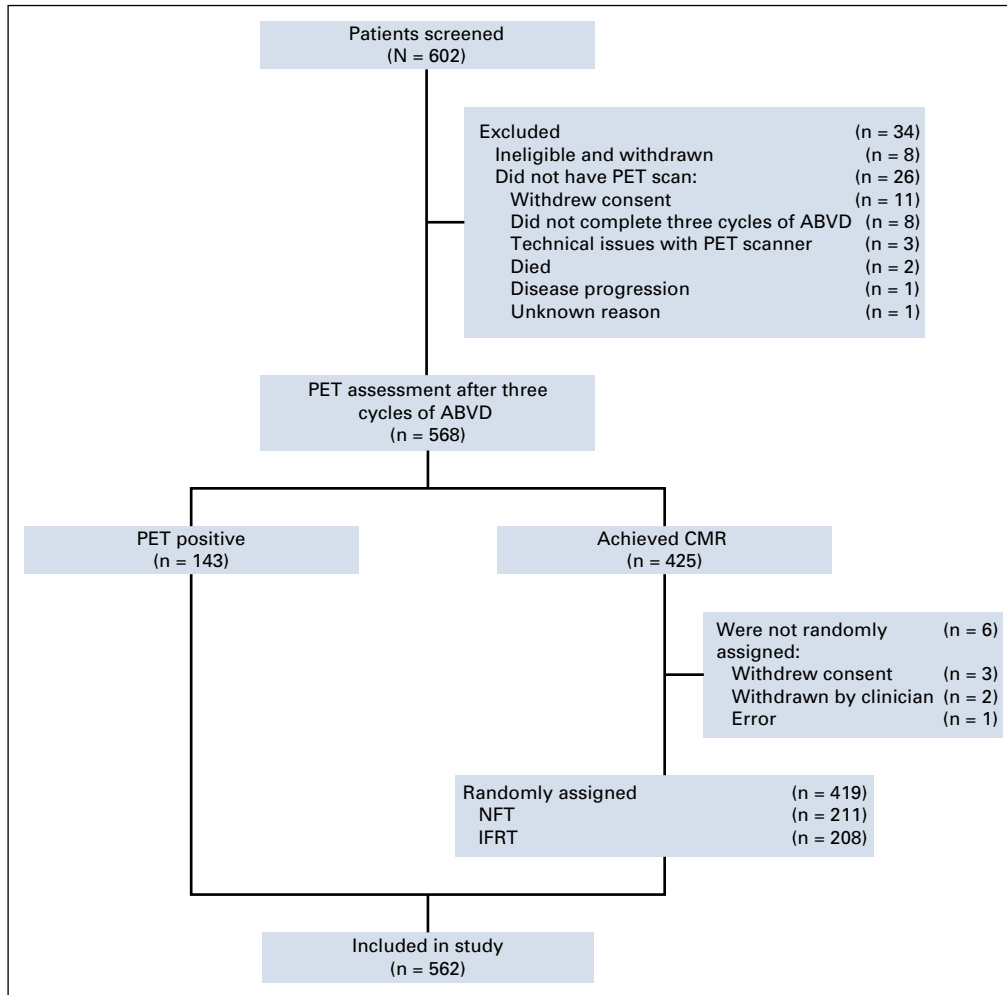 Patients screened
(N = 602)
Excluded (n = 34)
Ineligible and withdrawn (n = 8)
Did not have PET scan: (n = 26)
Withdrew consent (n = 11)
Did not complete three cycles of ABVD (n = 8)
Technical issues with PET scanner (n = 3)
Died (n = 2)
Disease progression (n = 1)
Unknown reason (n = 1)
PET assessment after three
cycles of ABVD
(n = 568)
PET positive
(n = 143)
Achieved CMR
(n = 425)
Were not randomly (n = 6)
assigned:
Withdrew consent (n = 3)
Withdrawn by clinician (n = 2)
Error (n = 1)
Randomly assigned (n = 419)
NFT (n = 211)
IFRT (n = 208)
Included in study
(n = 562)